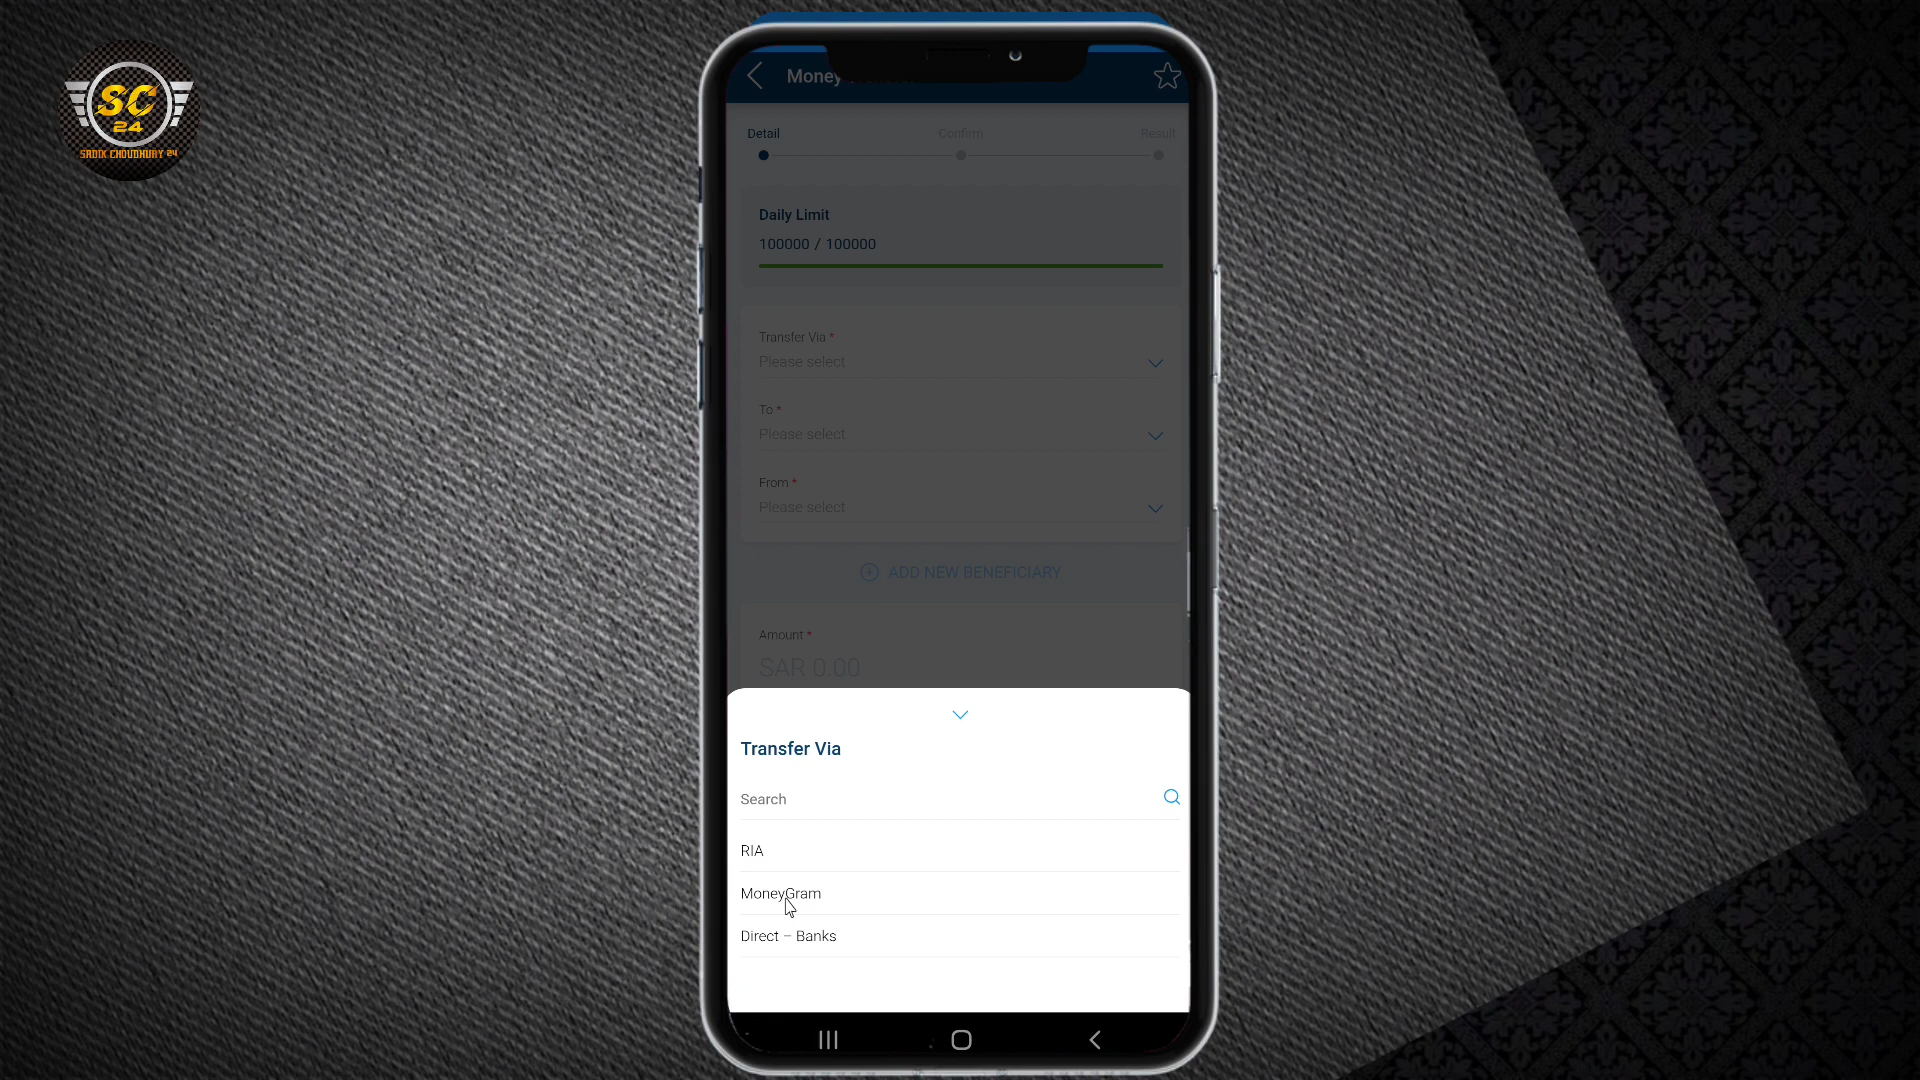 SC
24
SADIK CHOUDHURY 24
Money
Detail
Confirm
Result
Daily Limit
100000 / 100000
Transfer Via *
Please select
To *
Please select
From *
Please select
ADD NEW BENEFICIARY
Amount *
SAR 0.00
Transfer Via
Search
RIA
MoneyGram
Direct – Banks